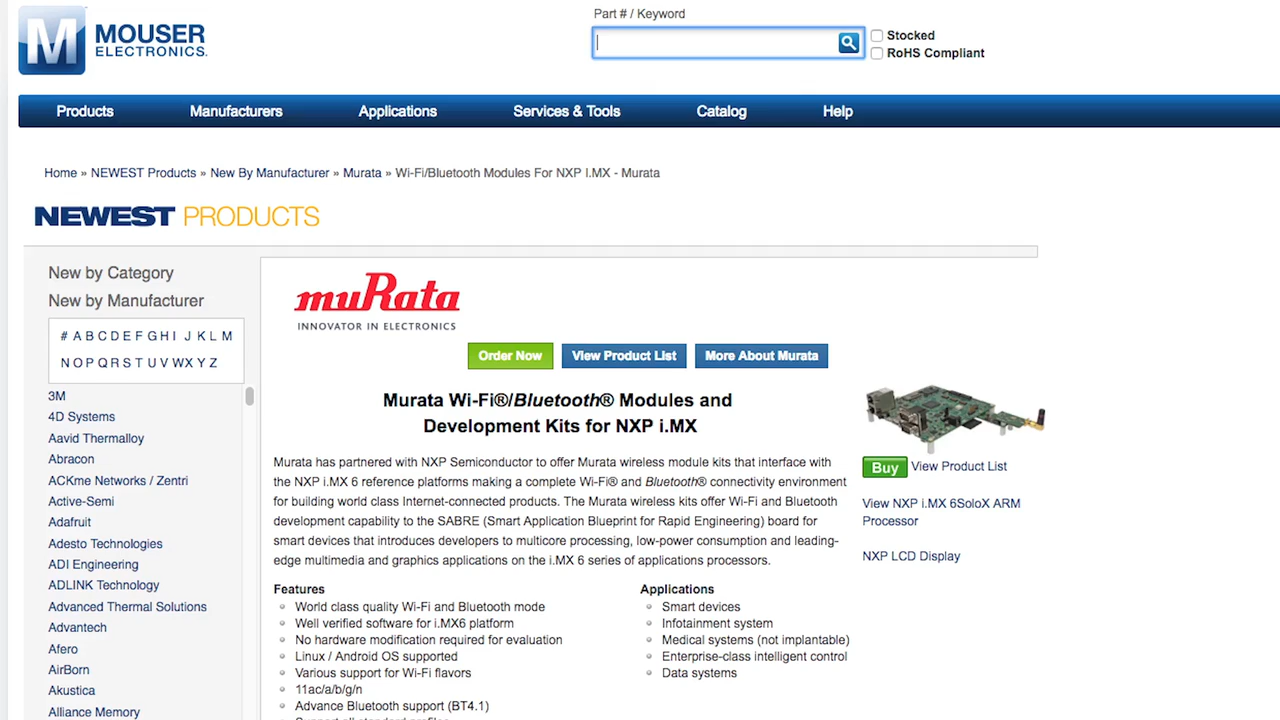 M MOUSER
ELECTRONICS.
Part # / Keyword
Stocked
RoHS Compliant
Products Manufacturers Applications Services & Tools Catalog Help
Home » NEWEST Products » New By Manufacturer » Murata » Wi-Fi/Bluetooth Modules For NXP I.MX - Murata
NEWEST PRODUCTS
New by Category
New by Manufacturer
# A B C D E F G H I J K L M
N O P Q R S T U V W X Y Z
3M
4D Systems
Aavid Thermalloy
Abracon
ACKme Networks / Zentri
Active-Semi
Adafruit
Adesto Technologies
ADI Engineering
ADLINK Technology
Advanced Thermal Solutions
Advantech
Afero
AirBorn
Akustica
Alliance Memory
muRata
INNOVATOR IN ELECTRONICS
Order Now View Product List More About Murata
Murata Wi-Fi®/Bluetooth® Modules and
Development Kits for NXP i.MX
Murata has partnered with NXP Semiconductor to offer Murata wireless module kits that interface with
the NXP i.MX 6 reference platforms making a complete Wi-Fi® and Bluetooth® connectivity environment
for building world class Internet-connected products. The Murata wireless kits offer Wi-Fi and Bluetooth
development capability to the SABRE (Smart Application Blueprint for Rapid Engineering) board for
smart devices that introduces developers to multicore processing, low-power consumption and leading-
edge multimedia and graphics applications on the i.MX 6 series of applications processors.
Features
World class quality Wi-Fi and Bluetooth mode
Well verified software for i.MX6 platform
No hardware modification required for evaluation
Linux / Android OS supported
Various support for Wi-Fi flavors
11ac/a/b/g/n
Advance Bluetooth support (BT4.1)
Applications
Smart devices
Infotainment system
Medical systems (not implantable)
Enterprise-class intelligent control
Data systems
Buy View Product List
View NXP i.MX 6SoloX ARM
Processor
NXP LCD Display